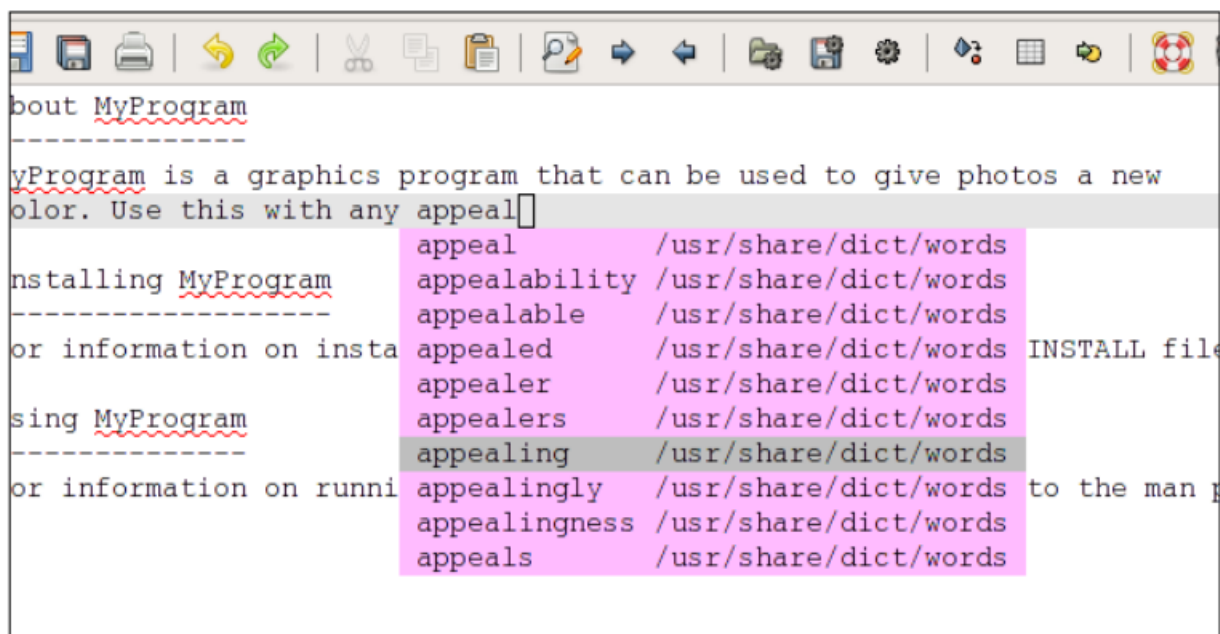 bout MyProgram
--------------
yProgram is a graphics program that can be used to give photos a new
olor. Use this with any appeal
appeal /usr/share/dict/words
nstalling MyProgram appealability /usr/share/dict/words
------------------- appealable /usr/share/dict/words
or information on insta appealed /usr/share/dict/words INSTALL file
appealer /usr/share/dict/words
sing MyProgram appealers /usr/share/dict/words
-------------- appealing /usr/share/dict/words
or information on runni appealingly /usr/share/dict/words to the man p
appealingness /usr/share/dict/words
appeals /usr/share/dict/words